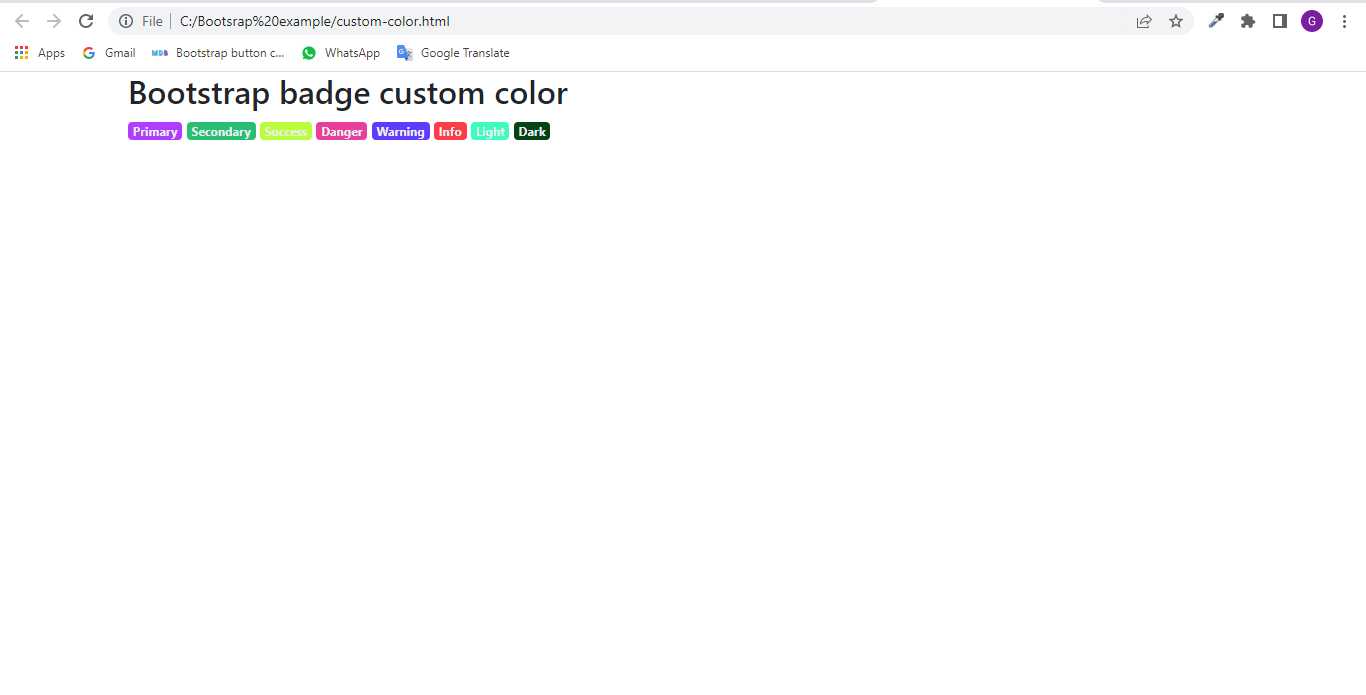 File C:/Bootsrap%20example/custom-color.html G
Apps Gmail MDB Bootstrap button c... WhatsApp Google Translate
Bootstrap badge custom color
Primary Secondary Success Danger Warning Info Light Dark